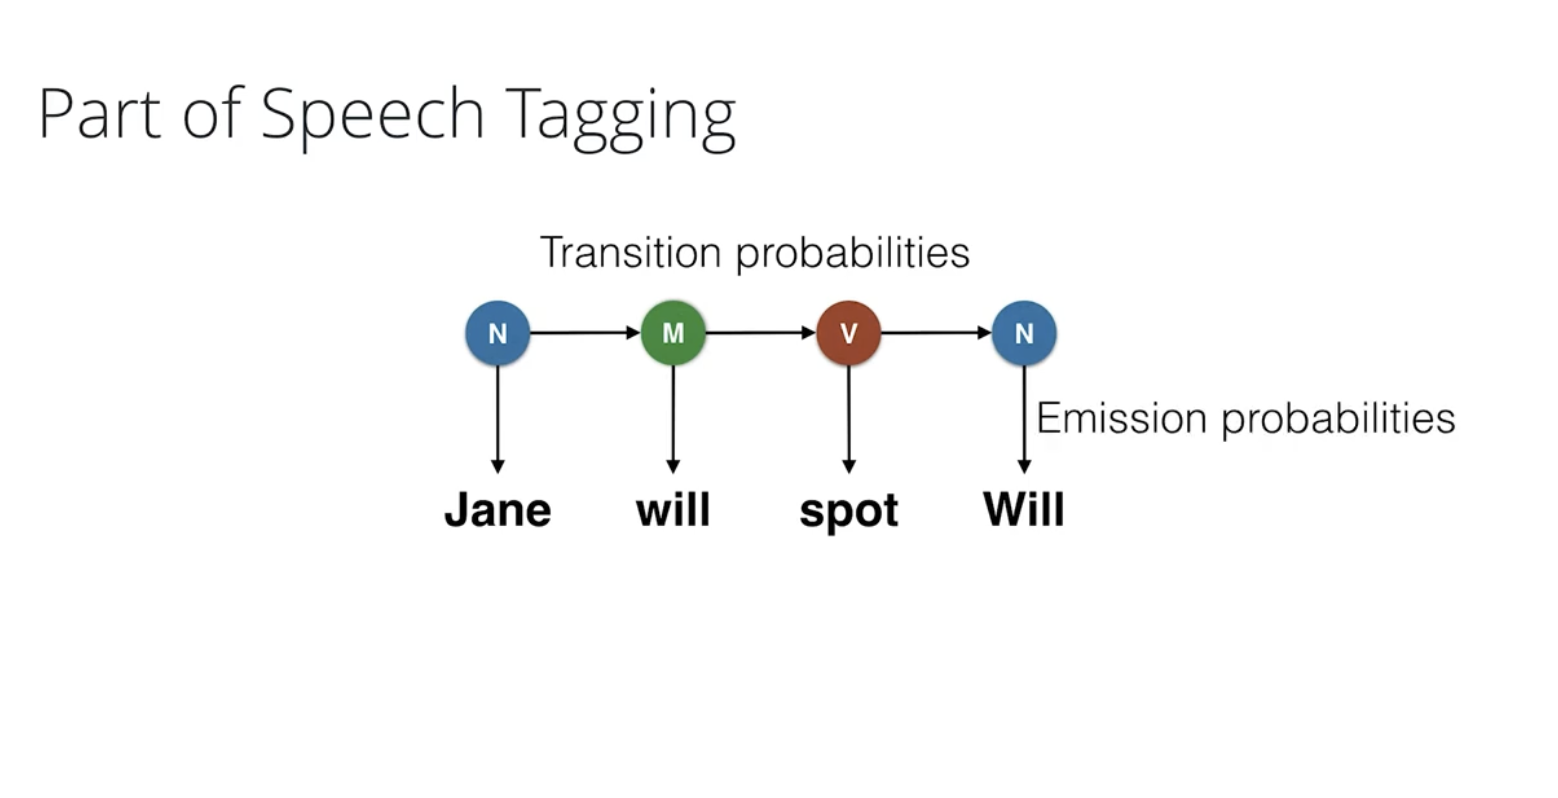 Part of Speech Tagging
Transition probabilities
N M V N
Emission probabilities
Jane will spot Will